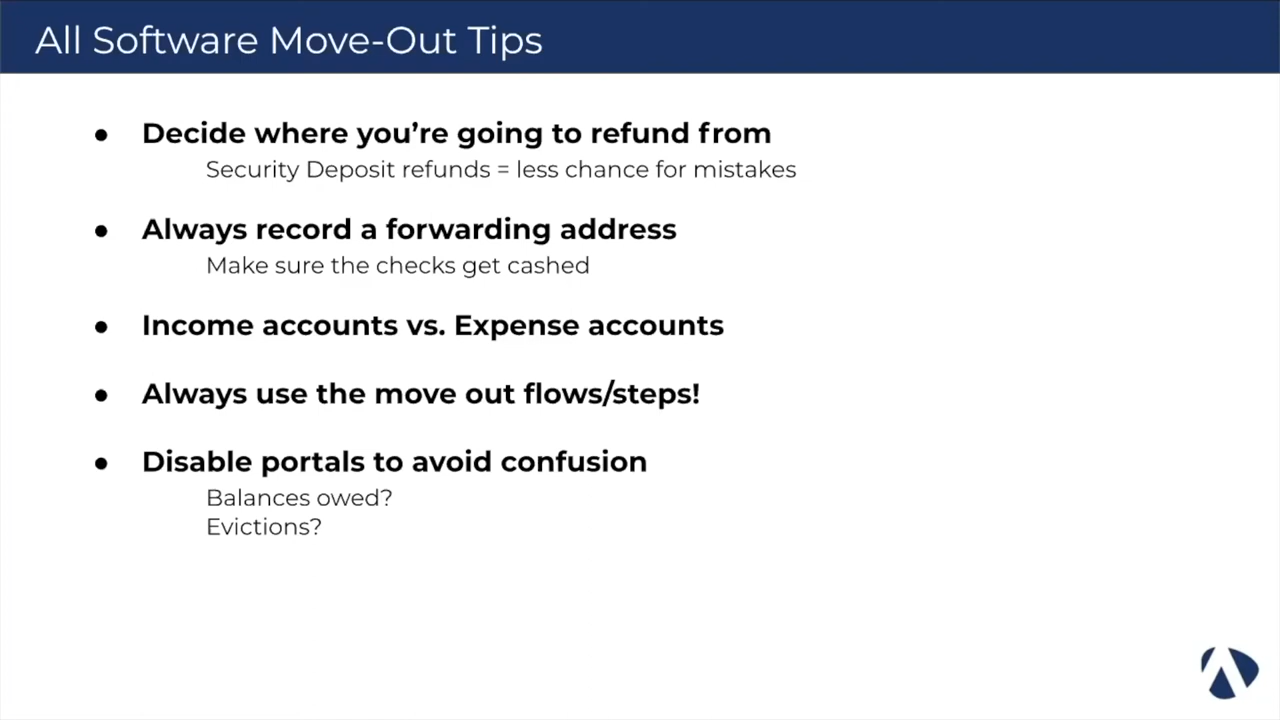 All Software Move-Out Tips
● Decide where you’re going to refund from
Security Deposit refunds = less chance for mistakes
● Always record a forwarding address
Make sure the checks get cashed
● Income accounts vs. Expense accounts
● Always use the move out flows/steps!
● Disable portals to avoid confusion
Balances owed?
Evictions?